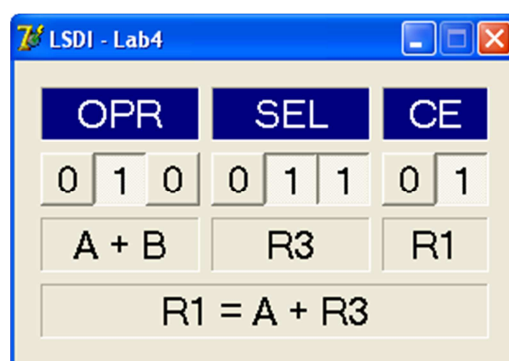 LSDI - Lab4
OPR SEL CE
0 1 0 0 1 1 0 1
A + B R3 R1
R1 = A + R3